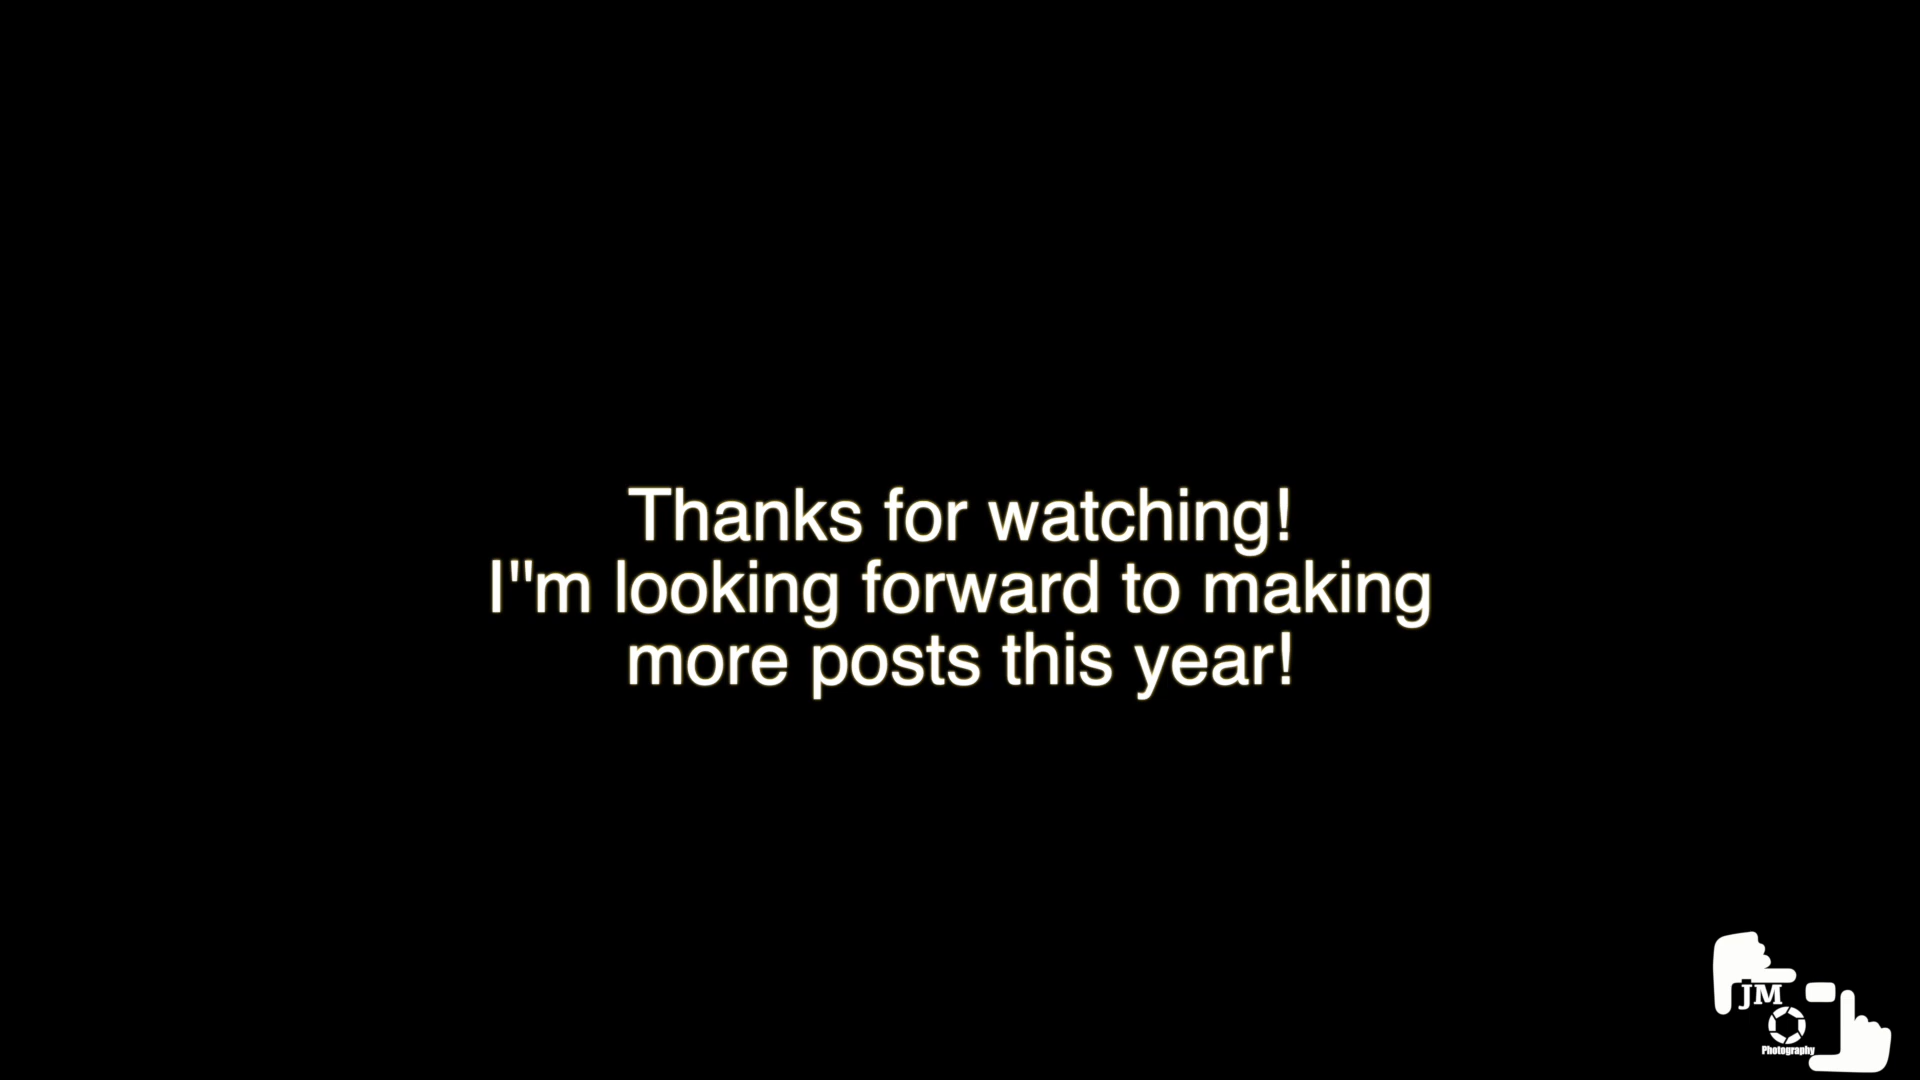 Thanks for watching!
I"m looking forward to making
more posts this year!
JM
Photography